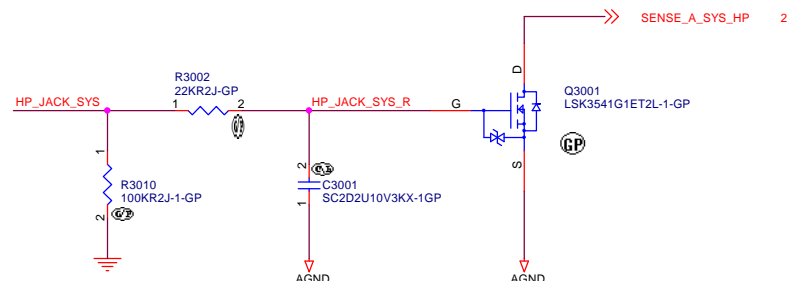 SENSE_A_SYS_HP 2
R3002
22KR2J-GP
HP_JACK_SYS
1 2
HP_JACK_SYS_R
G
D
S
Q3001
LSK3541G1ET2L-1-GP
GP
1
2
R3010
100KR2J-1-GP
2
1
C3001
SC2D2U10V3KX-1GP
AGND
AGND